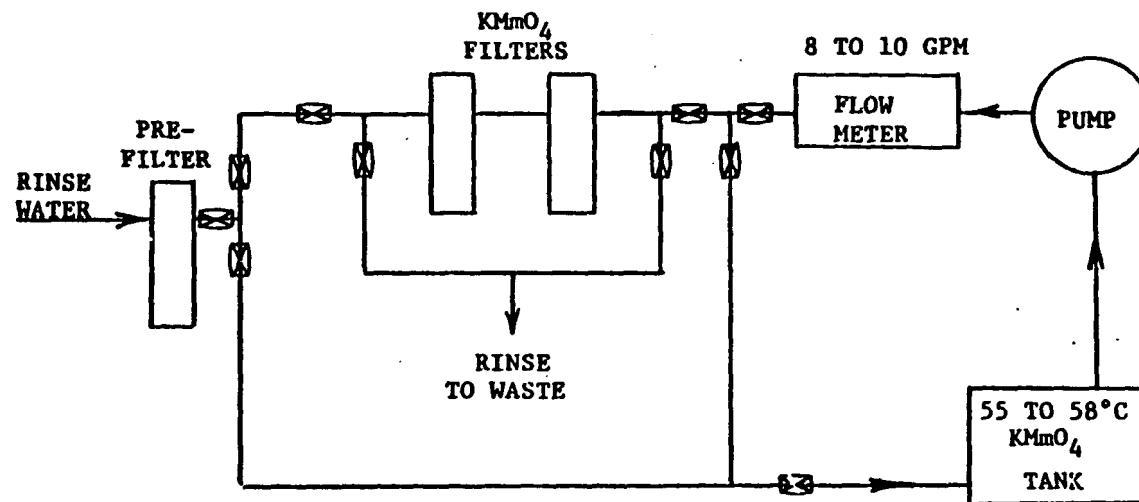 KMmO4
FILTERS
8 TO 10 GPM
FLOW
METER
PUMP
PRE-
FILTER
RINSE
WATER
RINSE
TO WASTE
55 TO 58°C
KMmO4
TANK